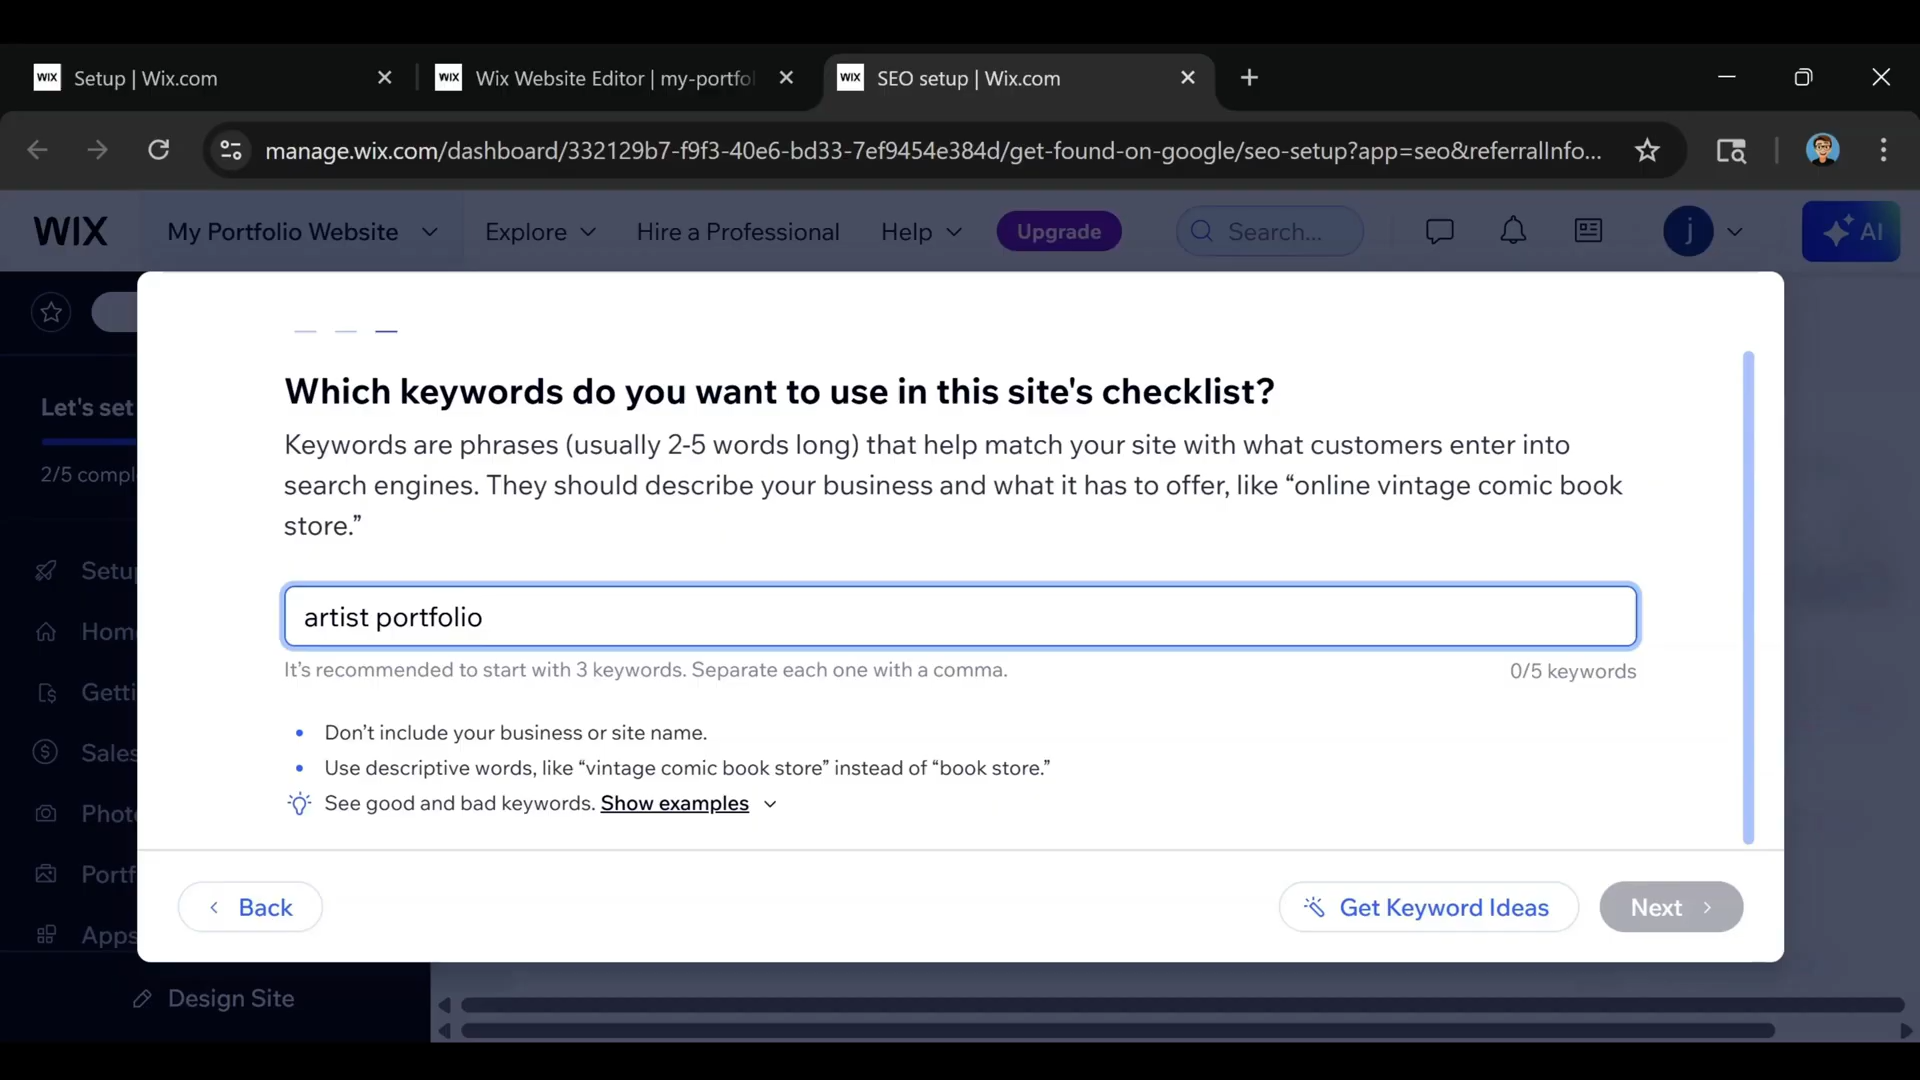 WIX Setup | Wix.com
WIX Wix Website Editor | my-portfo
WIX SEO setup | Wix.com
manage.wix.com/dashboard/332129b7-f9f3-40e6-bd33-7ef9454e384d/get-found-on-google/seo-setup?app=seo&referralInfo...
WIX My Portfolio Website Explore Hire a Professional Help Upgrade Search... j AI
Let's set
2/5 compl
Setup
Home
Getti
Sales
Photo
Portf
Apps
Design Site
Which keywords do you want to use in this site's checklist?
Keywords are phrases (usually 2-5 words long) that help match your site with what customers enter into
search engines. They should describe your business and what it has to offer, like “online vintage comic book
store.”
artist portfolio
It’s recommended to start with 3 keywords. Separate each one with a comma. 0/5 keywords
• Don’t include your business or site name.
• Use descriptive words, like “vintage comic book store” instead of “book store.”
See good and bad keywords. Show examples
Back Get Keyword Ideas Next